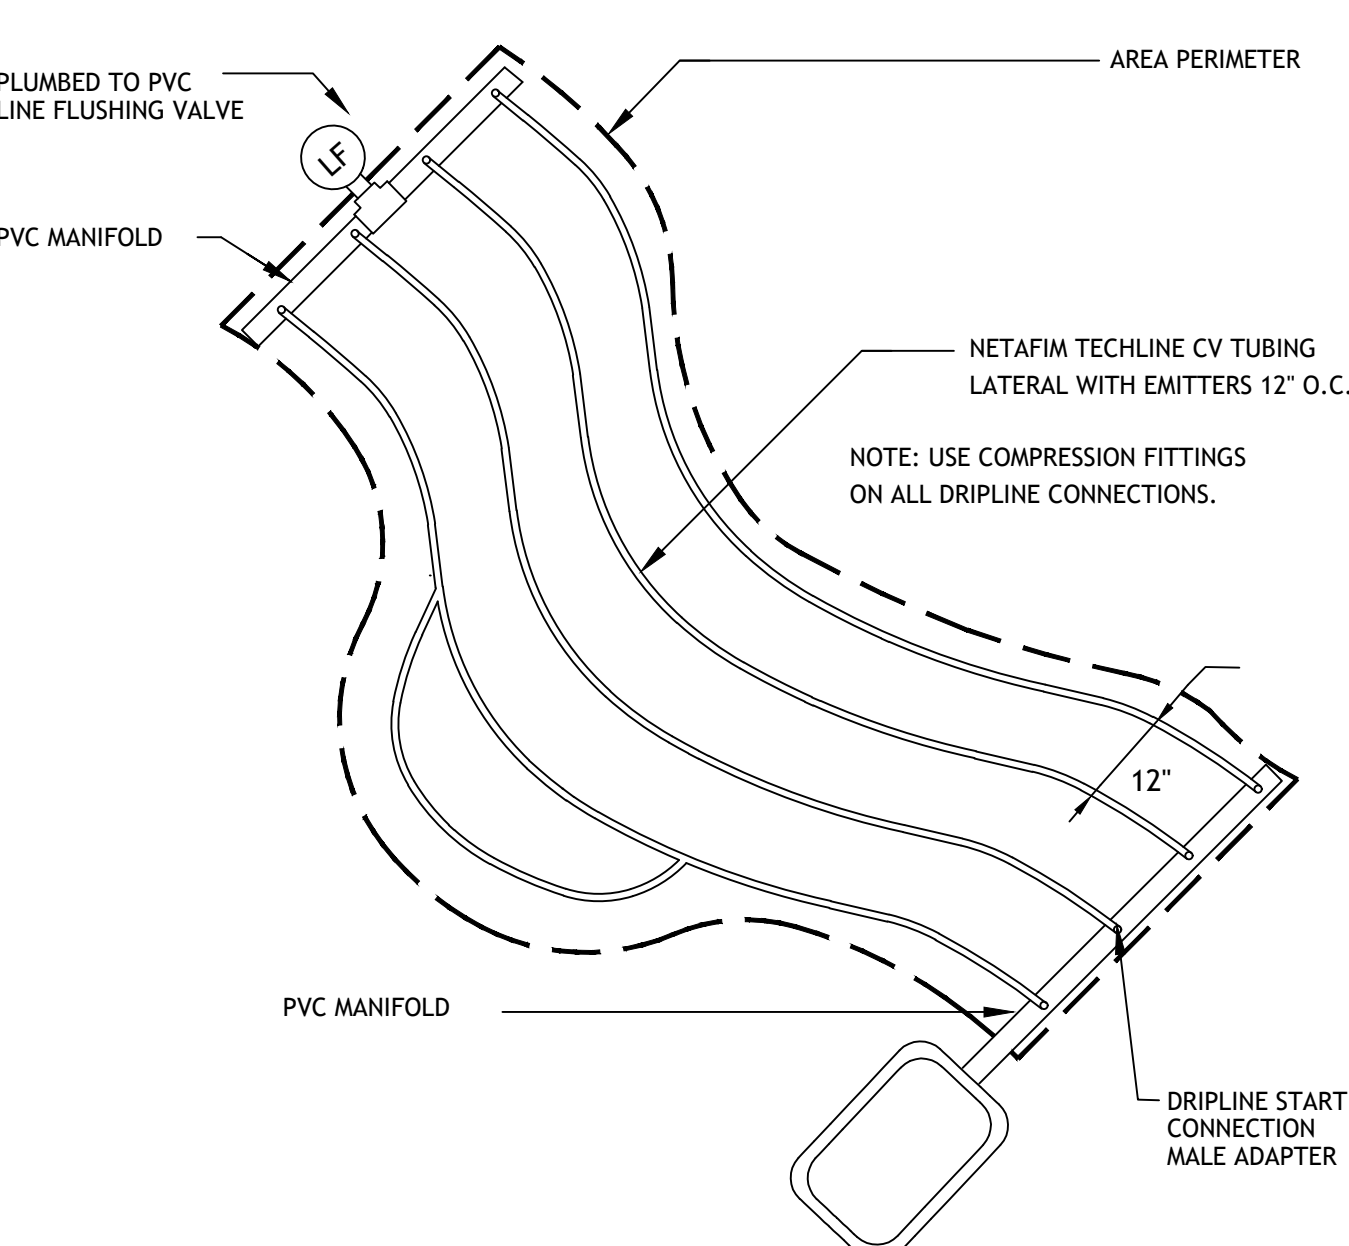 PLUMBED TO PVC
LINE FLUSHING VALVE
AREA PERIMETER
LF
PVC MANIFOLD
NETAFIM TECHLINE CV TUBING
LATERAL WITH EMITTERS 12" O.C.
NOTE: USE COMPRESSION FITTINGS
ON ALL DRIPLINE CONNECTIONS.
12"
PVC MANIFOLD
DRIPLINE START
CONNECTION
MALE ADAPTER